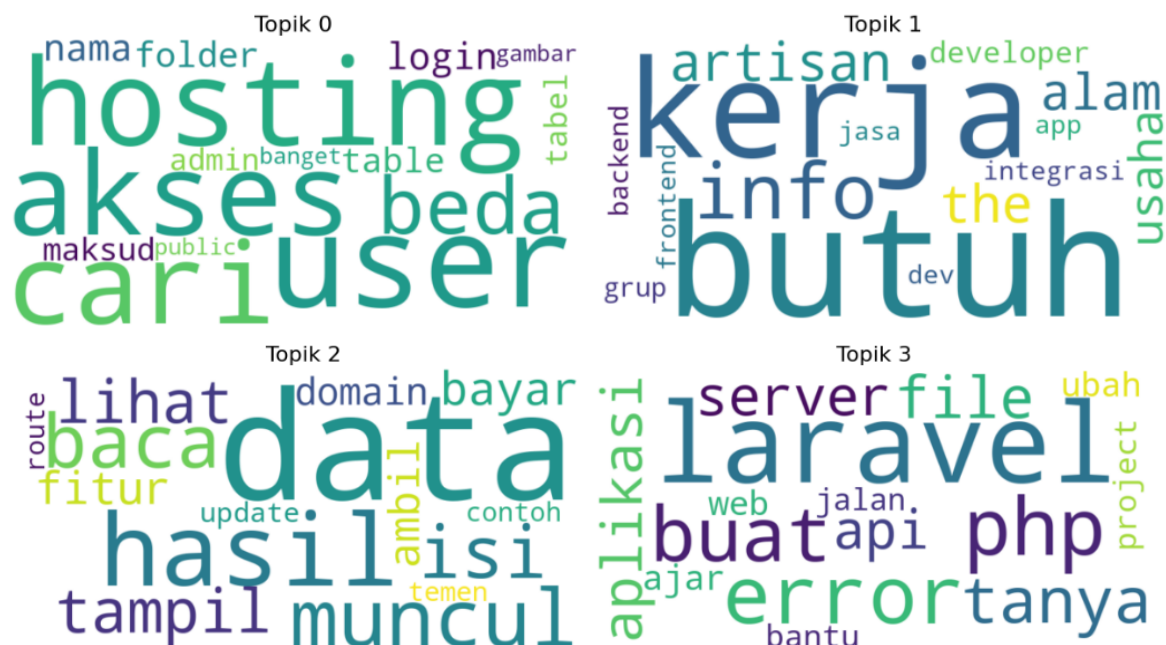 Topik 0
nama folder login gambar
hosting
tabel
admin banget table
akses beda
maksud public
cari user
Topik 1
artisan developer
kerja alam
backend jasa app usaha
frontend info integrasi
the
butuh
grup dev
Topik 2
lihat domain bayar
route baca data
fitur ambil
update contoh
hasil isi
temen
tampil muncul
Topik 3
server file ubah
aplikasi laravel project
web jalan
buat api php
ajar error tanya
bantu